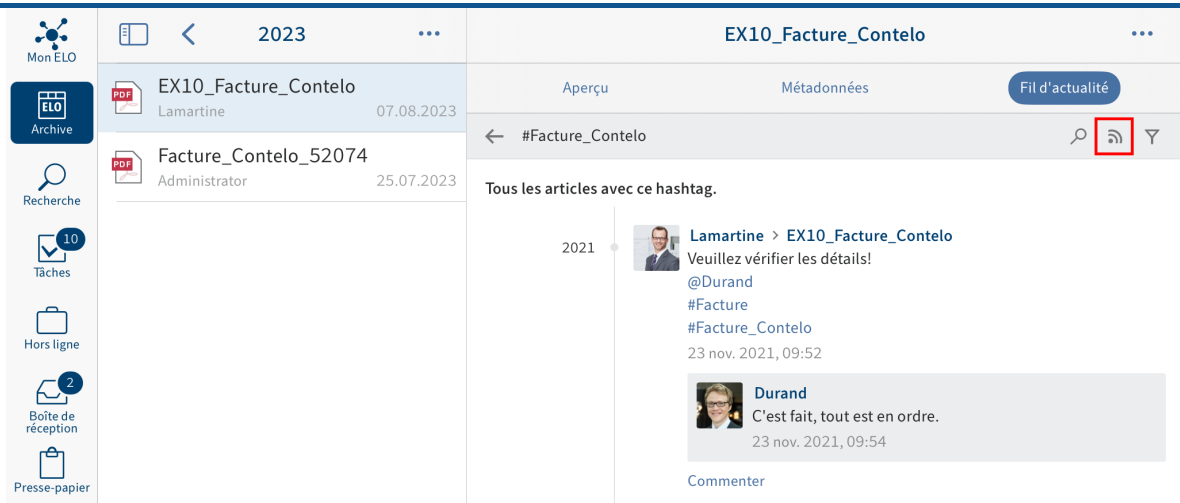 Mon ELO
ELO
Archive
Recherche
10
Tâches
Hors ligne
2
Boîte de
réception
Presse-papier
2023
PDF
EX10_Facture_Contelo
Lamartine 07.08.2023
PDF
Facture_Contelo_52074
Administrator 25.07.2023
EX10_Facture_Contelo
Aperçu Métadonnées Fil d'actualité
#Facture_Contelo
Tous les articles avec ce hashtag.
2021
Lamartine > EX10_Facture_Contelo
Veuillez vérifier les détails!
@Durand
#Facture
#Facture_Contelo
23 nov. 2021, 09:52
Durand
C'est fait, tout est en ordre.
23 nov. 2021, 09:54
Commenter